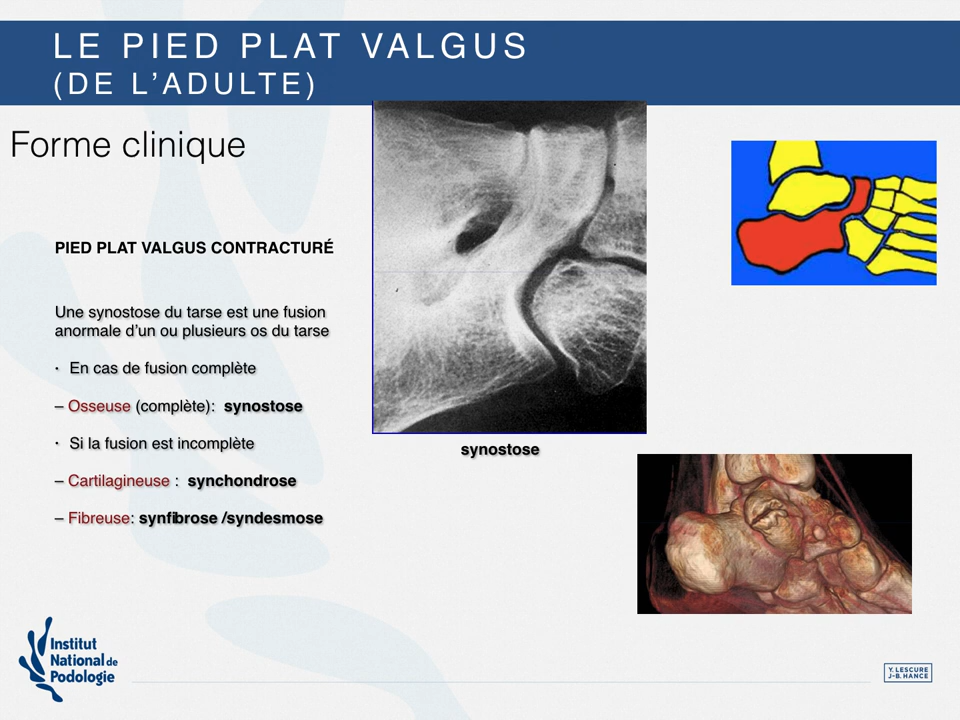 LE PIED PLAT VALGUS
(DE L’ADULTE)
Forme clinique
PIED PLAT VALGUS CONTRACTURÉ
Une synostose du tarse est une fusion
anormale d’un ou plusieurs os du tarse
· En cas de fusion complète
– Osseuse (complète): synostose
· Si la fusion est incomplète
– Cartilagineuse : synchondrose
– Fibreuse: synfibrose /syndesmose
synostose
Institut
National de
Podologie
Y. LESCURE
J-B. HANCE